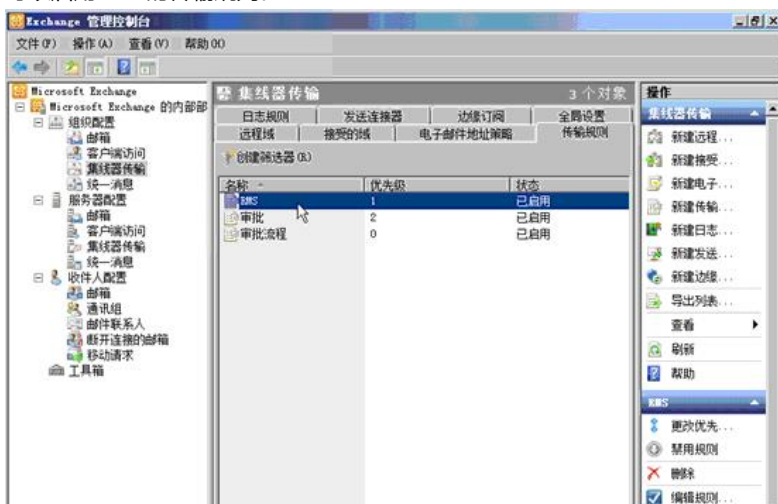 Exchange 管理控制台
文件(F) 操作(A) 查看(V) 帮助(H)
Microsoft Exchange
Microsoft Exchange 的内部部
组织配置
邮箱
客户端访问
集线器传输
统一消息
服务器配置
邮箱
客户端访问
集线器传输
统一消息
收件人配置
邮箱
通讯组
邮件联系人
断开连接的邮箱
移动请求
工具箱
集线器传输 3 个对象
日志规则 发送连接器 边缘订阅 全局设置
远程域 接受的域 电子邮件地址策略 传输规则
创建筛选器(R)
名称 优先级 状态
RMS 1 已启用
审批 2 已启用
审批流程 0 已启用
操作
集线器传输
新建远程...
新建接受...
新建电子...
新建传输...
新建日志...
新建发送...
新建边缘...
导出列表...
查看
刷新
帮助
RMS
更改优先...
禁用规则
删除
编辑规则...